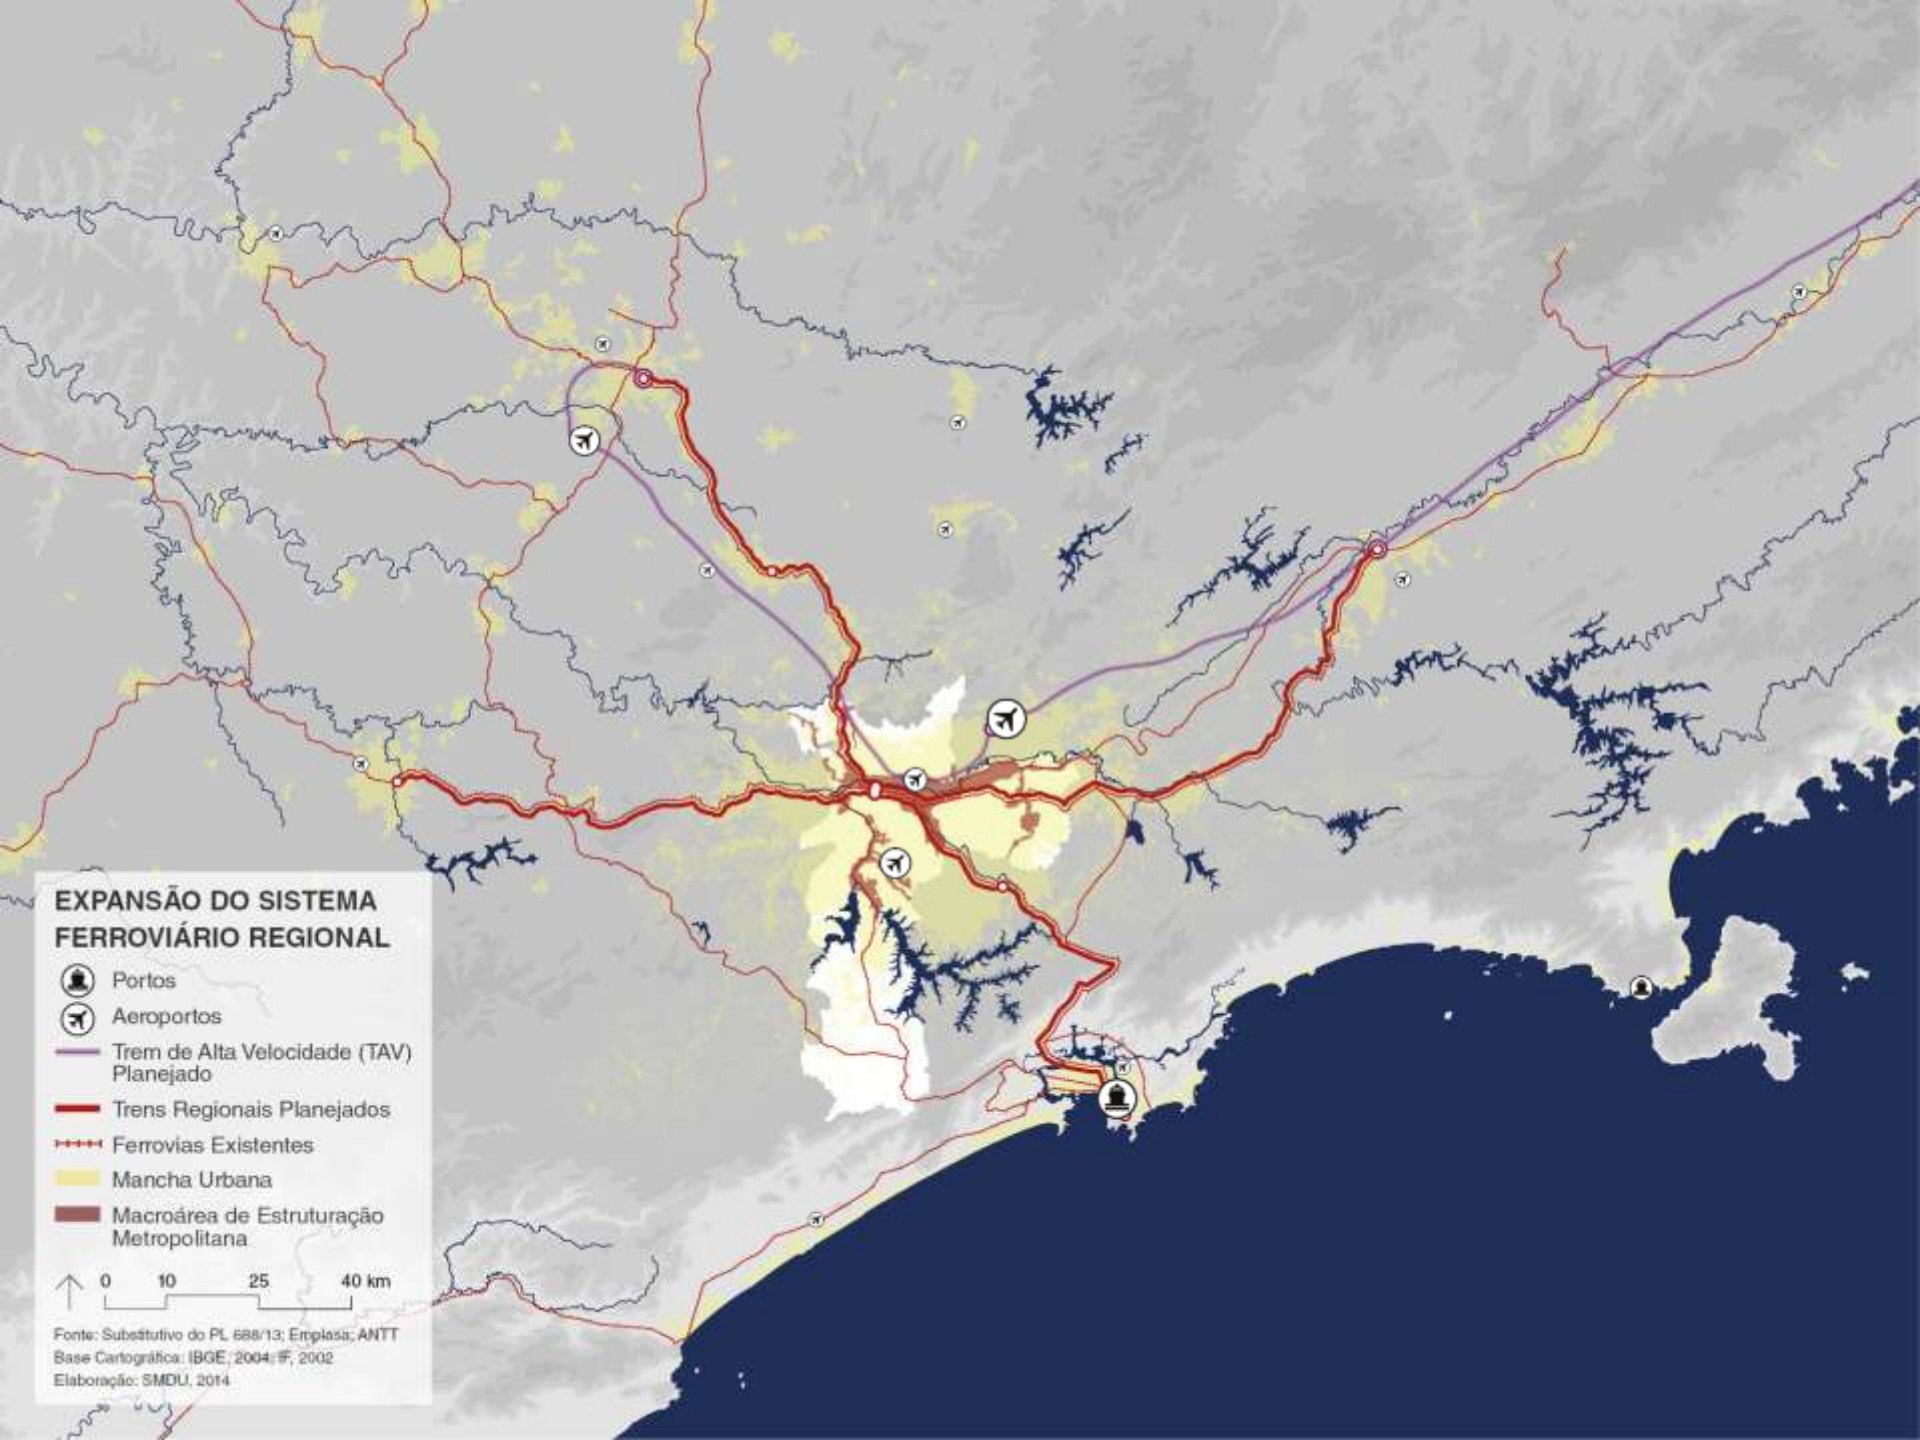 EXPANSÃO DO SISTEMA
FERROVIÁRIO REGIONAL
Portos
Aeroportos
Trem de Alta Velocidade (TAV)
Planejado
Trens Regionais Planejados
Ferrovias Existentes
Mancha Urbana
Macroárea de Estruturação
Metropolitana
0 10 25 40 km
Fonte: Substitutivo do PL 688/13; Emplasa; ANTT
Base Cartográfica: IBGE, 2004; IF, 2002
Elaboração: SMDU, 2014